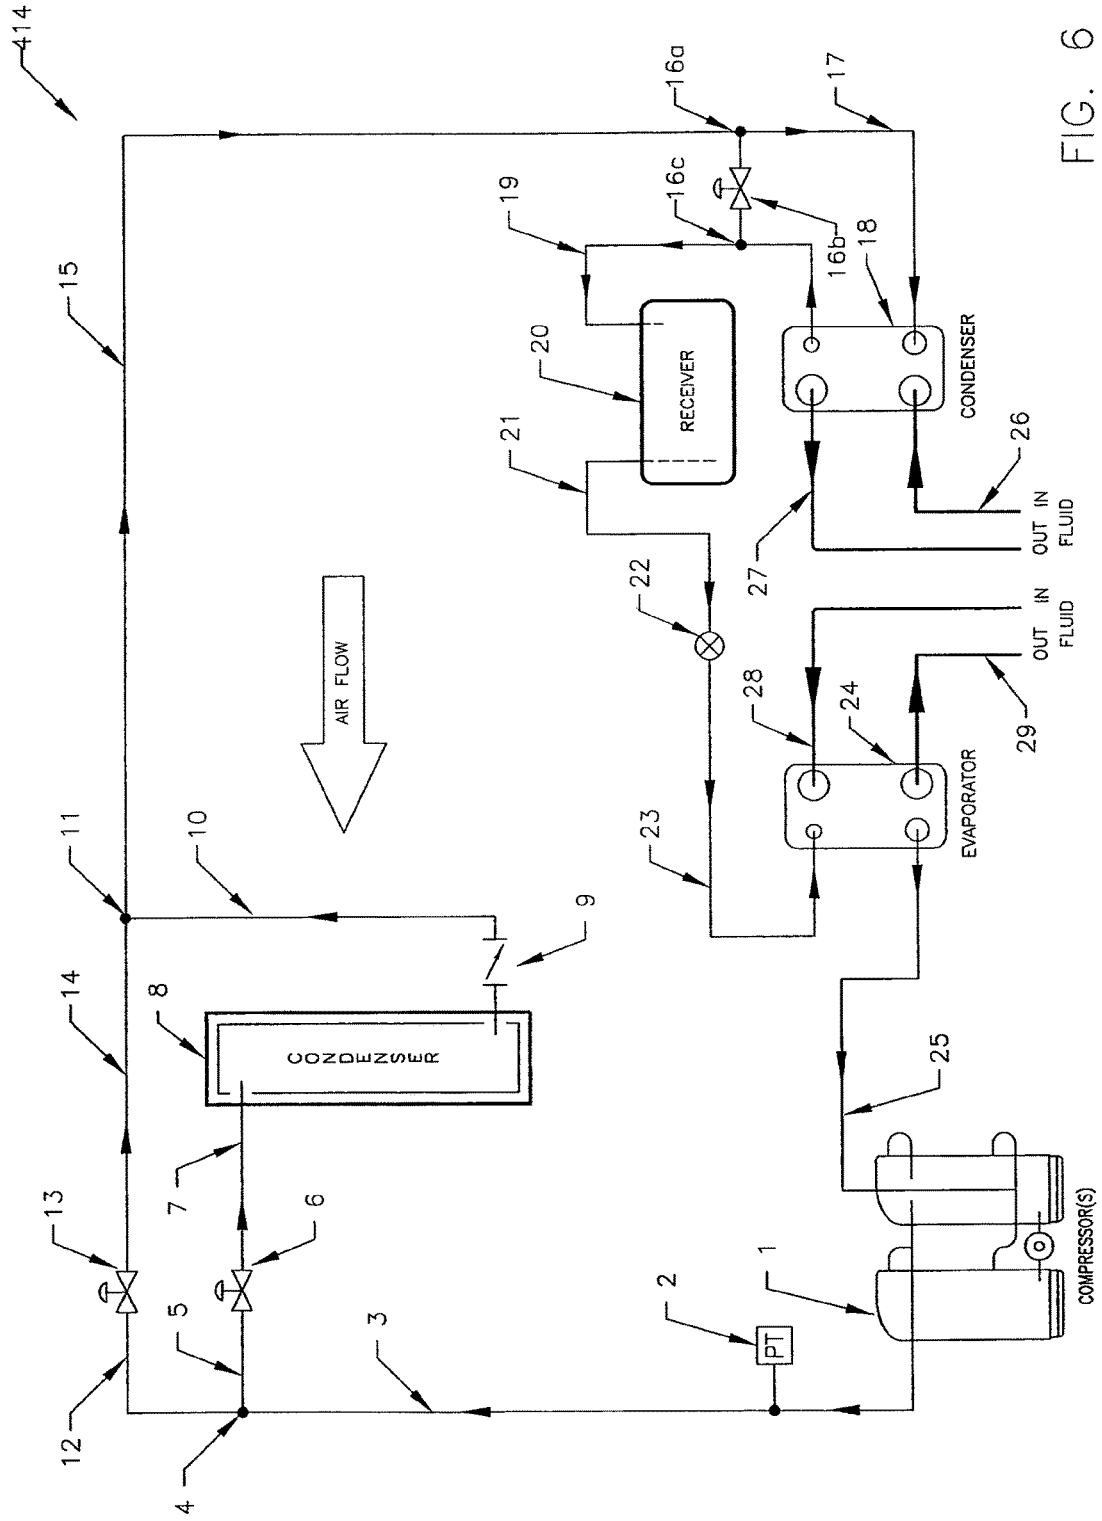 414
15
11
14
13
12
10
8
7
6
5
4
3
9
CONDENSER
AIR FLOW
2
PT
1
COMPRESSOR(S)
25
23
22
21
20
RECEIVER
19
16a
16c
16b
17
18
CONDENSER
27
26
OUT IN
FLUID
28
24
29
OUT IN
FLUID
EVAPORATOR
FIG. 6